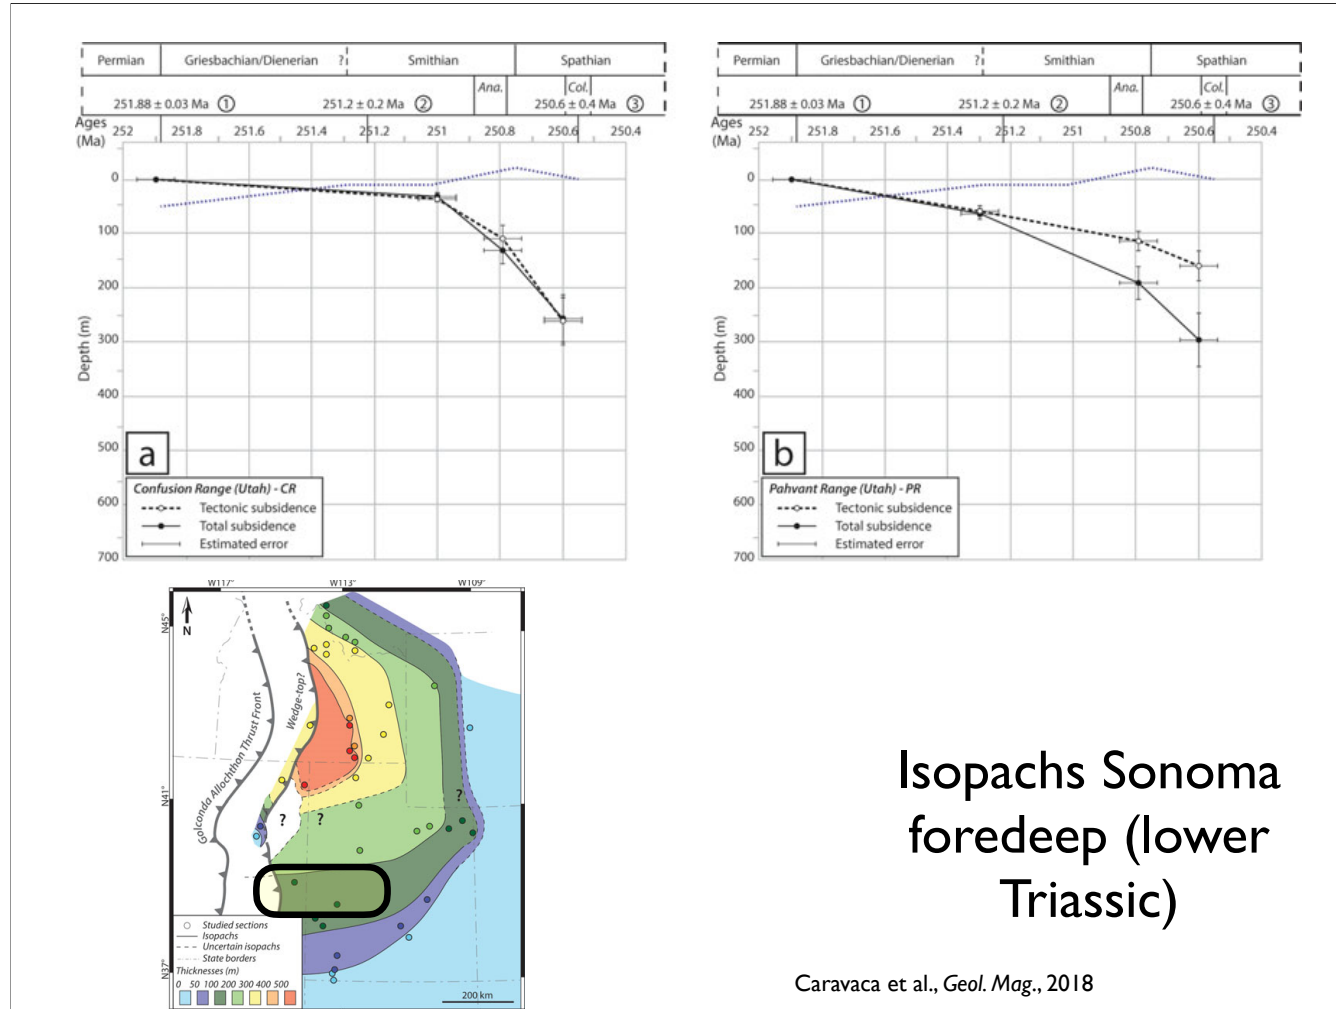 Permian Griesbachian/Dienerian ? Smithian Spathian
Ana. Col.
251.88 ± 0.03 Ma ① 251.2 ± 0.2 Ma ② 250.6 ± 0.4 Ma ③
Ages (Ma) 252 251.8 251.6 251.4 251.2 251 250.8 250.6 250.4
0
100
200
300
400
500
600
700
Depth (m)
a
Confusion Range (Utah) - CR
Tectonic subsidence
Total subsidence
Estimated error
Permian Griesbachian/Dienerian ? Smithian Spathian
Ana. Col.
251.88 ± 0.03 Ma ① 251.2 ± 0.2 Ma ② 250.6 ± 0.4 Ma ③
Ages (Ma) 252 251.8 251.6 251.4 251.2 251 250.8 250.6 250.4
0
100
200
300
400
500
600
700
Depth (m)
b
Pahvant Range (Utah) - PR
Tectonic subsidence
Total subsidence
Estimated error
W117° W113° W109°
N45°
N41°
N37°
N
Golconda Allochthon Thrust Front
Wedge-top?
?
?
?
Studied sections
Isopachs
Uncertain isopachs
State borders
Thicknesses (m)
0 50 100 200 300 400 500
200 km
Isopachs Sonoma
foredeep (lower
Triassic)
Caravaca et al., Geol. Mag., 2018